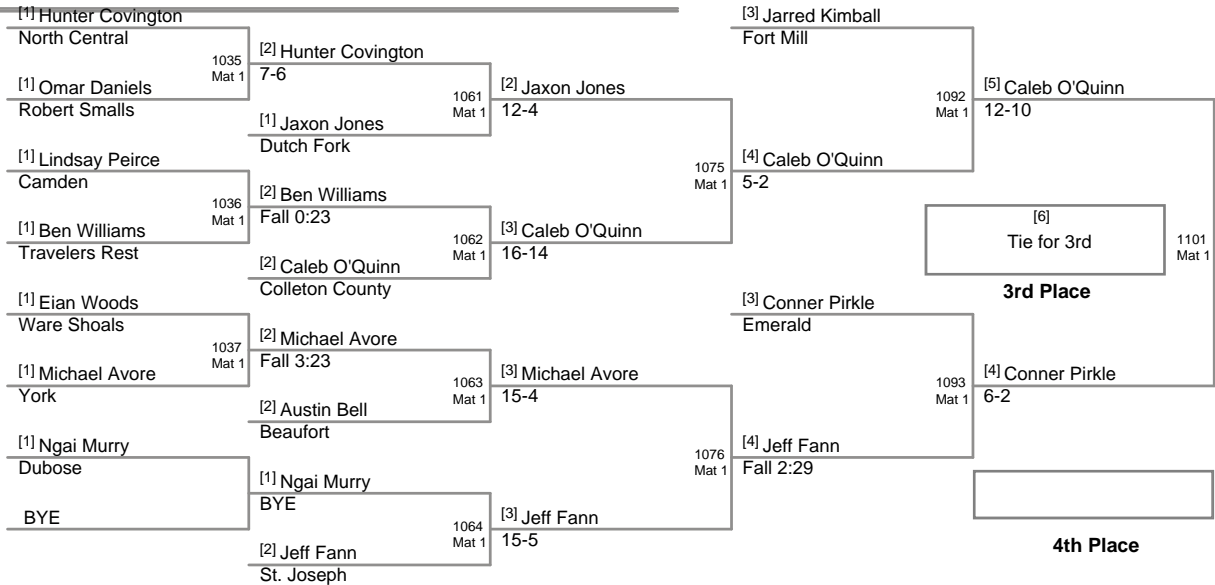 [1] Hunter Covington
North Central
1035
Mat 1
[1] Omar Daniels
Robert Smalls
[1] Lindsay Peirce
Camden
1036
Mat 1
[1] Ben Williams
Travelers Rest
[1] Eian Woods
Ware Shoals
1037
Mat 1
[1] Michael Avore
York
[1] Ngai Murry
Dubose
BYE
[2] Hunter Covington
7-6
1061
Mat 1
[1] Jaxon Jones
Dutch Fork
[2] Ben Williams
Fall 0:23
1062
Mat 1
[2] Caleb O'Quinn
Colleton County
[2] Michael Avore
Fall 3:23
1063
Mat 1
[2] Austin Bell
Beaufort
[1] Ngai Murry
BYE
1064
Mat 1
[2] Jeff Fann
St. Joseph
[2] Jaxon Jones
12-4
1075
Mat 1
[3] Caleb O'Quinn
16-14
[3] Michael Avore
15-4
1076
Mat 1
[3] Jeff Fann
15-5
[3] Jarred Kimball
Fort Mill
1092
Mat 1
[4] Caleb O'Quinn
5-2
[3] Conner Pirkle
Emerald
1093
Mat 1
[4] Jeff Fann
Fall 2:29
[5] Caleb O'Quinn
12-10
[6]
Tie for 3rd
1101
Mat 1
3rd Place
[4] Conner Pirkle
6-2
4th Place